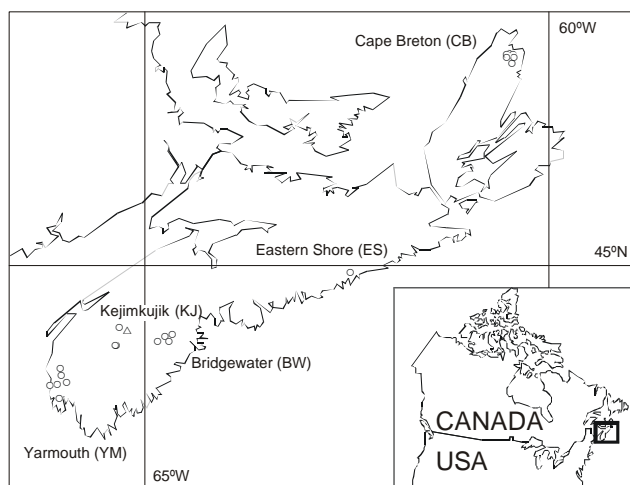 60ºW
Cape Breton (CB)
Eastern Shore (ES)
45ºN
Kejimkujik (KJ)
Bridgewater (BW)
Yarmouth (YM)
65ºW
CANADA
USA